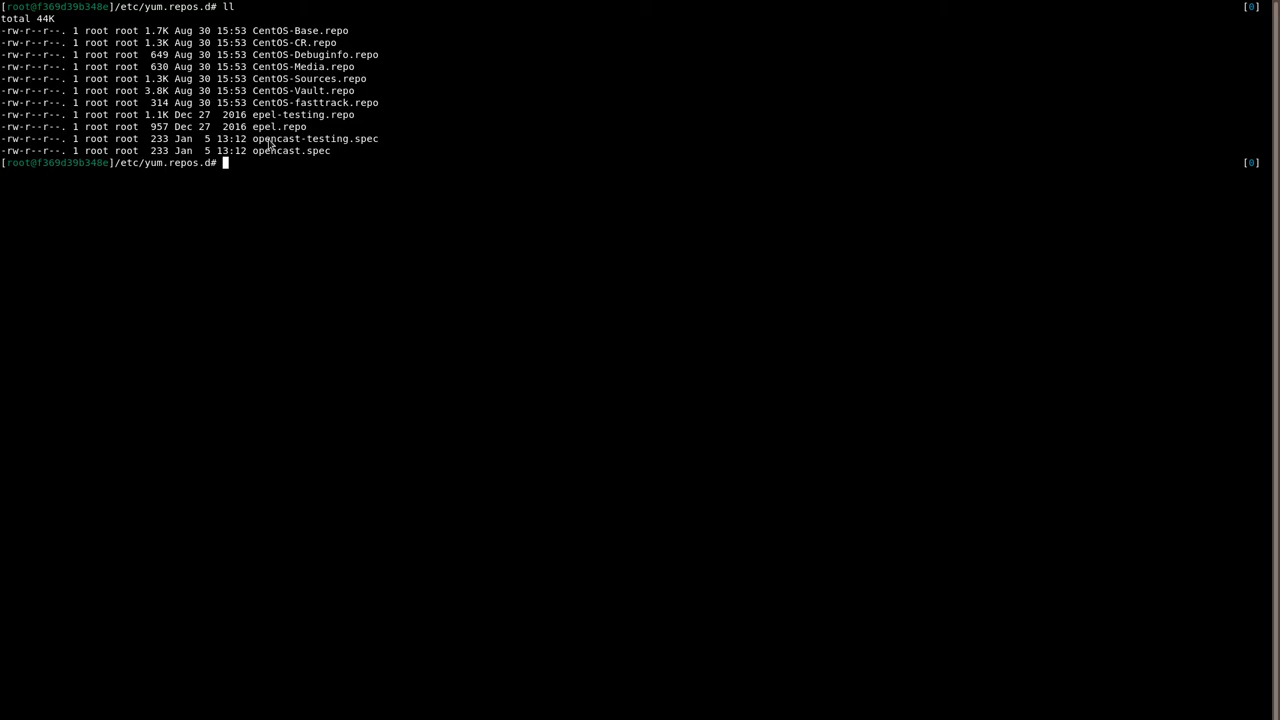 [root@f369d39b348e]/etc/yum.repos.d# ll [0]
total 44K
-rw-r--r--. 1 root root 1.7K Aug 30 15:53 CentOS-Base.repo
-rw-r--r--. 1 root root 1.3K Aug 30 15:53 CentOS-CR.repo
-rw-r--r--. 1 root root  649 Aug 30 15:53 CentOS-Debuginfo.repo
-rw-r--r--. 1 root root  630 Aug 30 15:53 CentOS-Media.repo
-rw-r--r--. 1 root root 1.3K Aug 30 15:53 CentOS-Sources.repo
-rw-r--r--. 1 root root 3.8K Aug 30 15:53 CentOS-Vault.repo
-rw-r--r--. 1 root root  314 Aug 30 15:53 CentOS-fasttrack.repo
-rw-r--r--. 1 root root 1.1K Dec 27  2016 epel-testing.repo
-rw-r--r--. 1 root root  957 Dec 27  2016 epel.repo
-rw-r--r--. 1 root root  233 Jan  5 13:12 opencast-testing.spec
-rw-r--r--. 1 root root  233 Jan  5 13:12 opencast.spec
[root@f369d39b348e]/etc/yum.repos.d# [0]